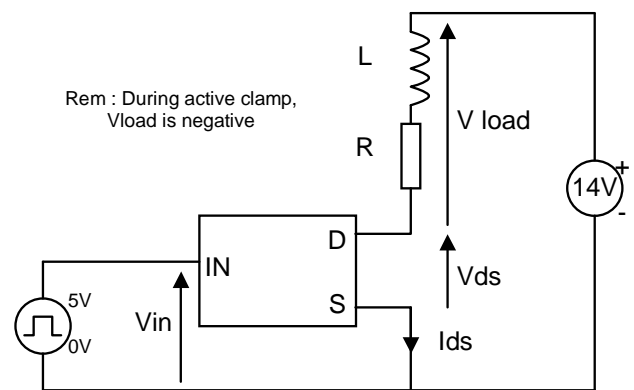 L
Rem : During active clamp,
Vload is negative
V load
R
14V
+
-
D
IN
Vds
S
5V
0V
Vin
Ids